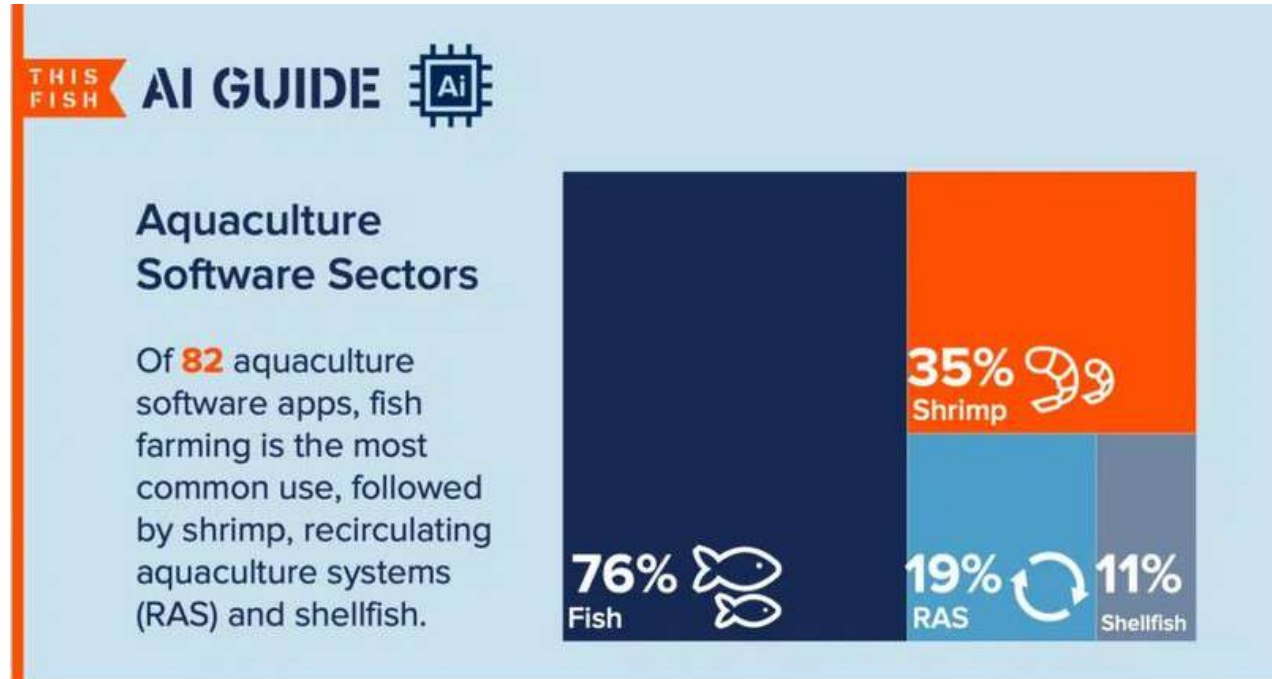 THIS
FISH
AI GUIDE
Ai
Aquaculture
Software Sectors
Of 82 aquaculture
software apps, fish
farming is the most
common use, followed
by shrimp, recirculating
aquaculture systems
(RAS) and shellfish.
76%
Fish
35%
Shrimp
19%
RAS
11%
Shellfish